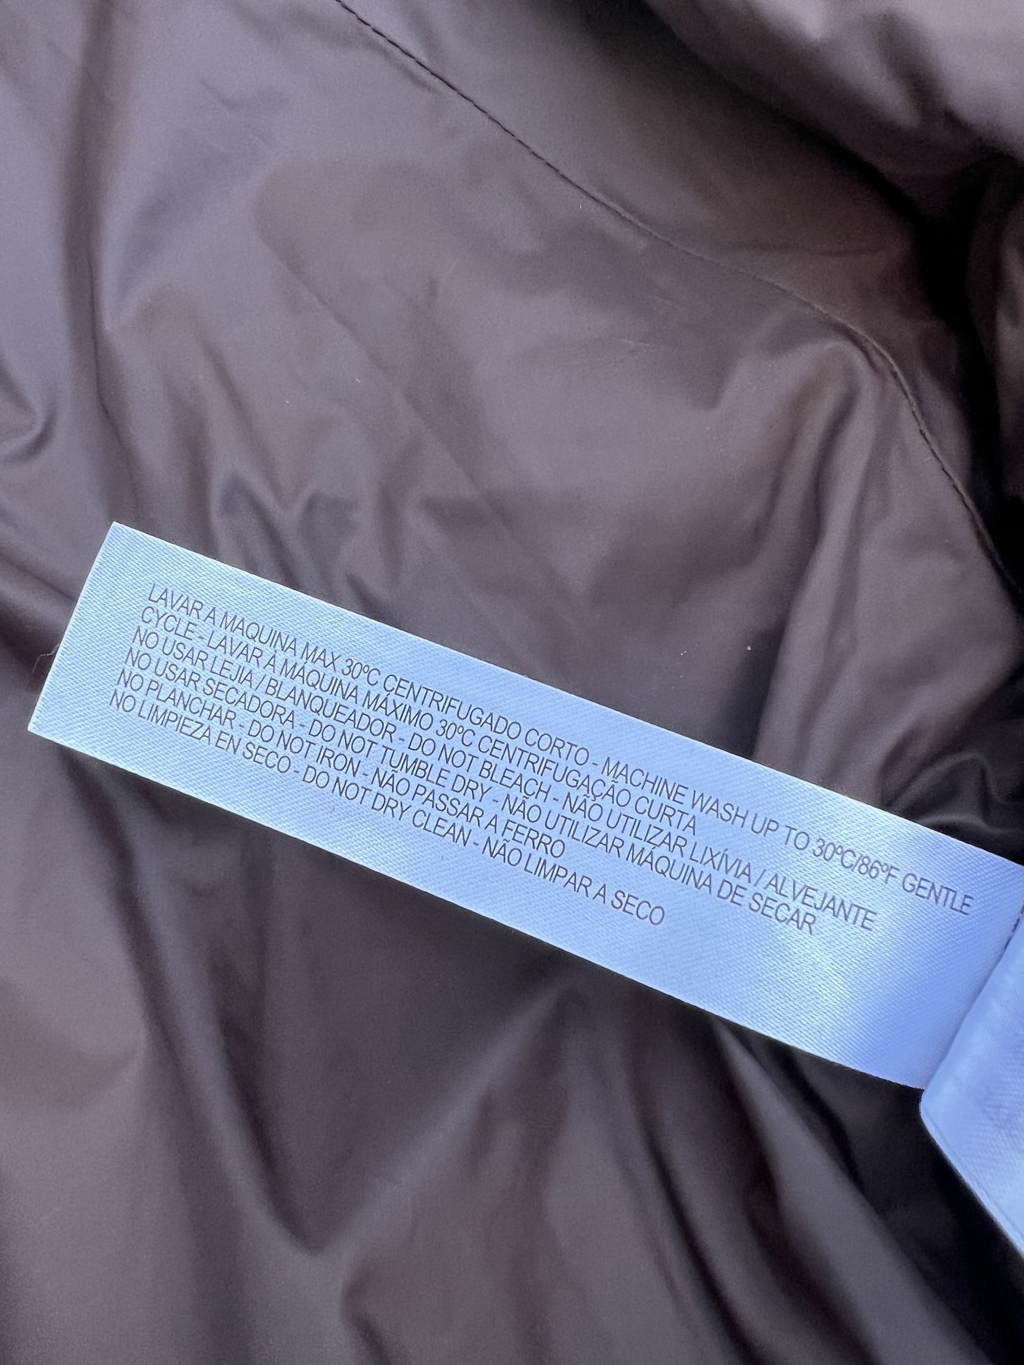 LAVAR A MAQUINA MAX 30ºC CENTRIFUGADO CORTO - MACHINE WASH UP TO 30ºC/86ºF GENTLE
CYCLE - LAVAR À MÁQUINA MÁXIMO 30ºC CENTRIFUGAÇÃO CURTA
NO USAR LEJIA / BLANQUEADOR - DO NOT BLEACH - NÃO UTILIZAR LIXÍVIA / ALVEJANTE
NO USAR SECADORA - DO NOT TUMBLE DRY - NÃO UTILIZAR MÁQUINA DE SECAR
NO PLANCHAR - DO NOT IRON - NÃO PASSAR A FERRO
NO LIMPIEZA EN SECO - DO NOT DRY CLEAN - NÃO LIMPAR A SECO